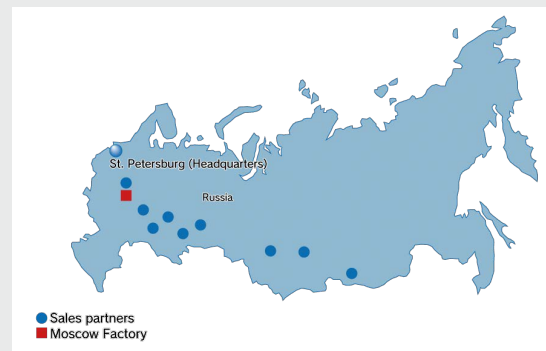 St. Petersburg (Headquarters)
Russia
Sales partners
Moscow Factory